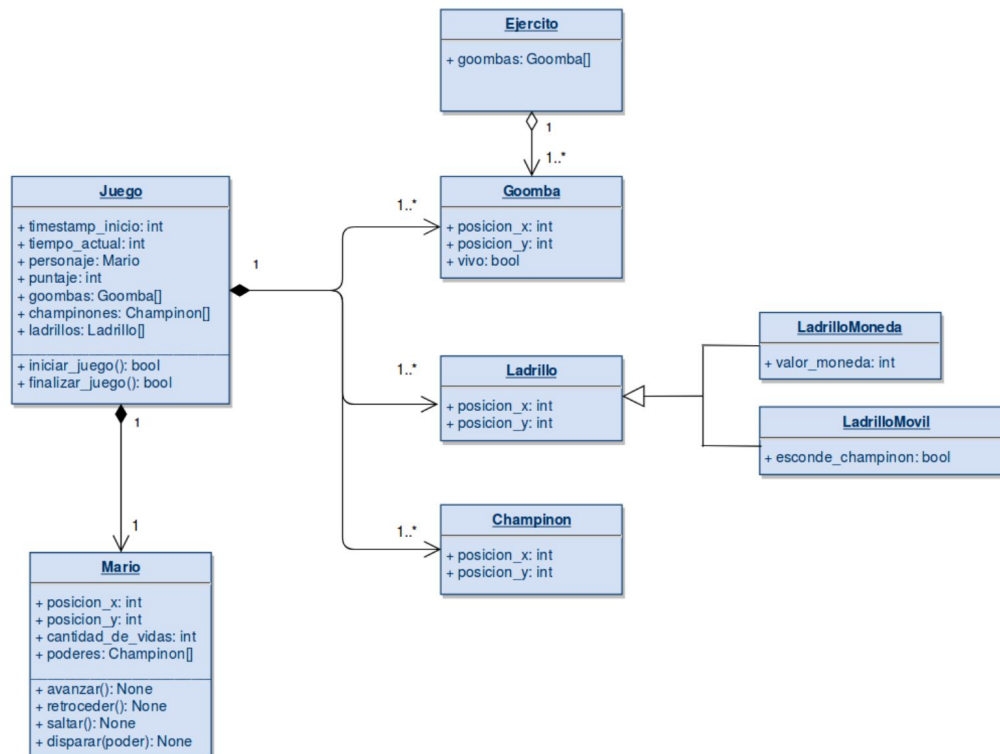 Ejercito
+ goombas: Goomba[]
1
1..*
Juego
+ timestamp_inicio: int
+ tiempo_actual: int
+ personaje: Mario
+ puntaje: int
+ goombas: Goomba[]
+ champinones: Champinon[]
+ ladrillos: Ladrillo[]
+ iniciar_juego(): bool
+ finalizar_juego(): bool
1
1..*
Goomba
+ posicion_x: int
+ posicion_y: int
+ vivo: bool
1..*
Ladrillo
+ posicion_x: int
+ posicion_y: int
LadrilloMoneda
+ valor_moneda: int
LadrilloMovil
+ esconde_champinon: bool
1..*
Champinon
+ posicion_x: int
+ posicion_y: int
1
1
Mario
+ posicion_x: int
+ posicion_y: int
+ cantidad_de_vidas: int
+ poderes: Champinon[]
+ avanzar(): None
+ retroceder(): None
+ saltar(): None
+ disparar(poder): None